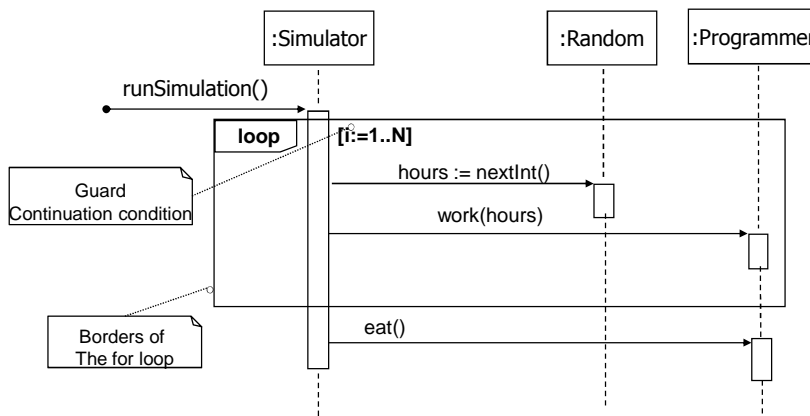 :Simulator
:Random
:Programmer
runSimulation()
loop
[i:=1..N]
hours := nextInt()
Guard
Continuation condition
work(hours)
eat()
Borders of
The for loop